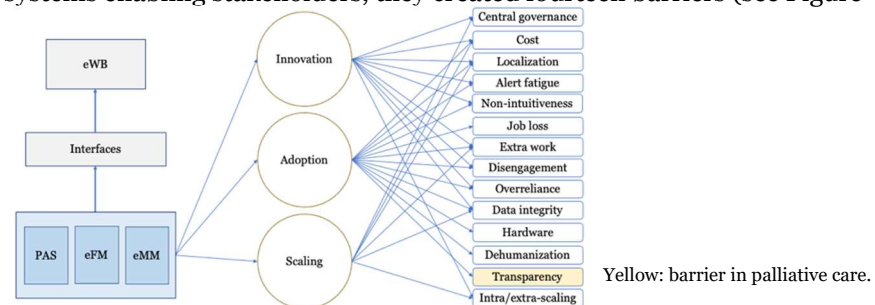 systems enabling stakeholders, they created fourteen barriers (see Figure
eWB
Interfaces
PAS
eFM
eMM
Innovation
Adoption
Scaling
Central governance
Cost
Localization
Alert fatigue
Non-intuitiveness
Job loss
Extra work
Disengagement
Overreliance
Data integrity
Hardware
Dehumanization
Transparency
Intra/extra-scaling
Yellow: barrier in palliative care.